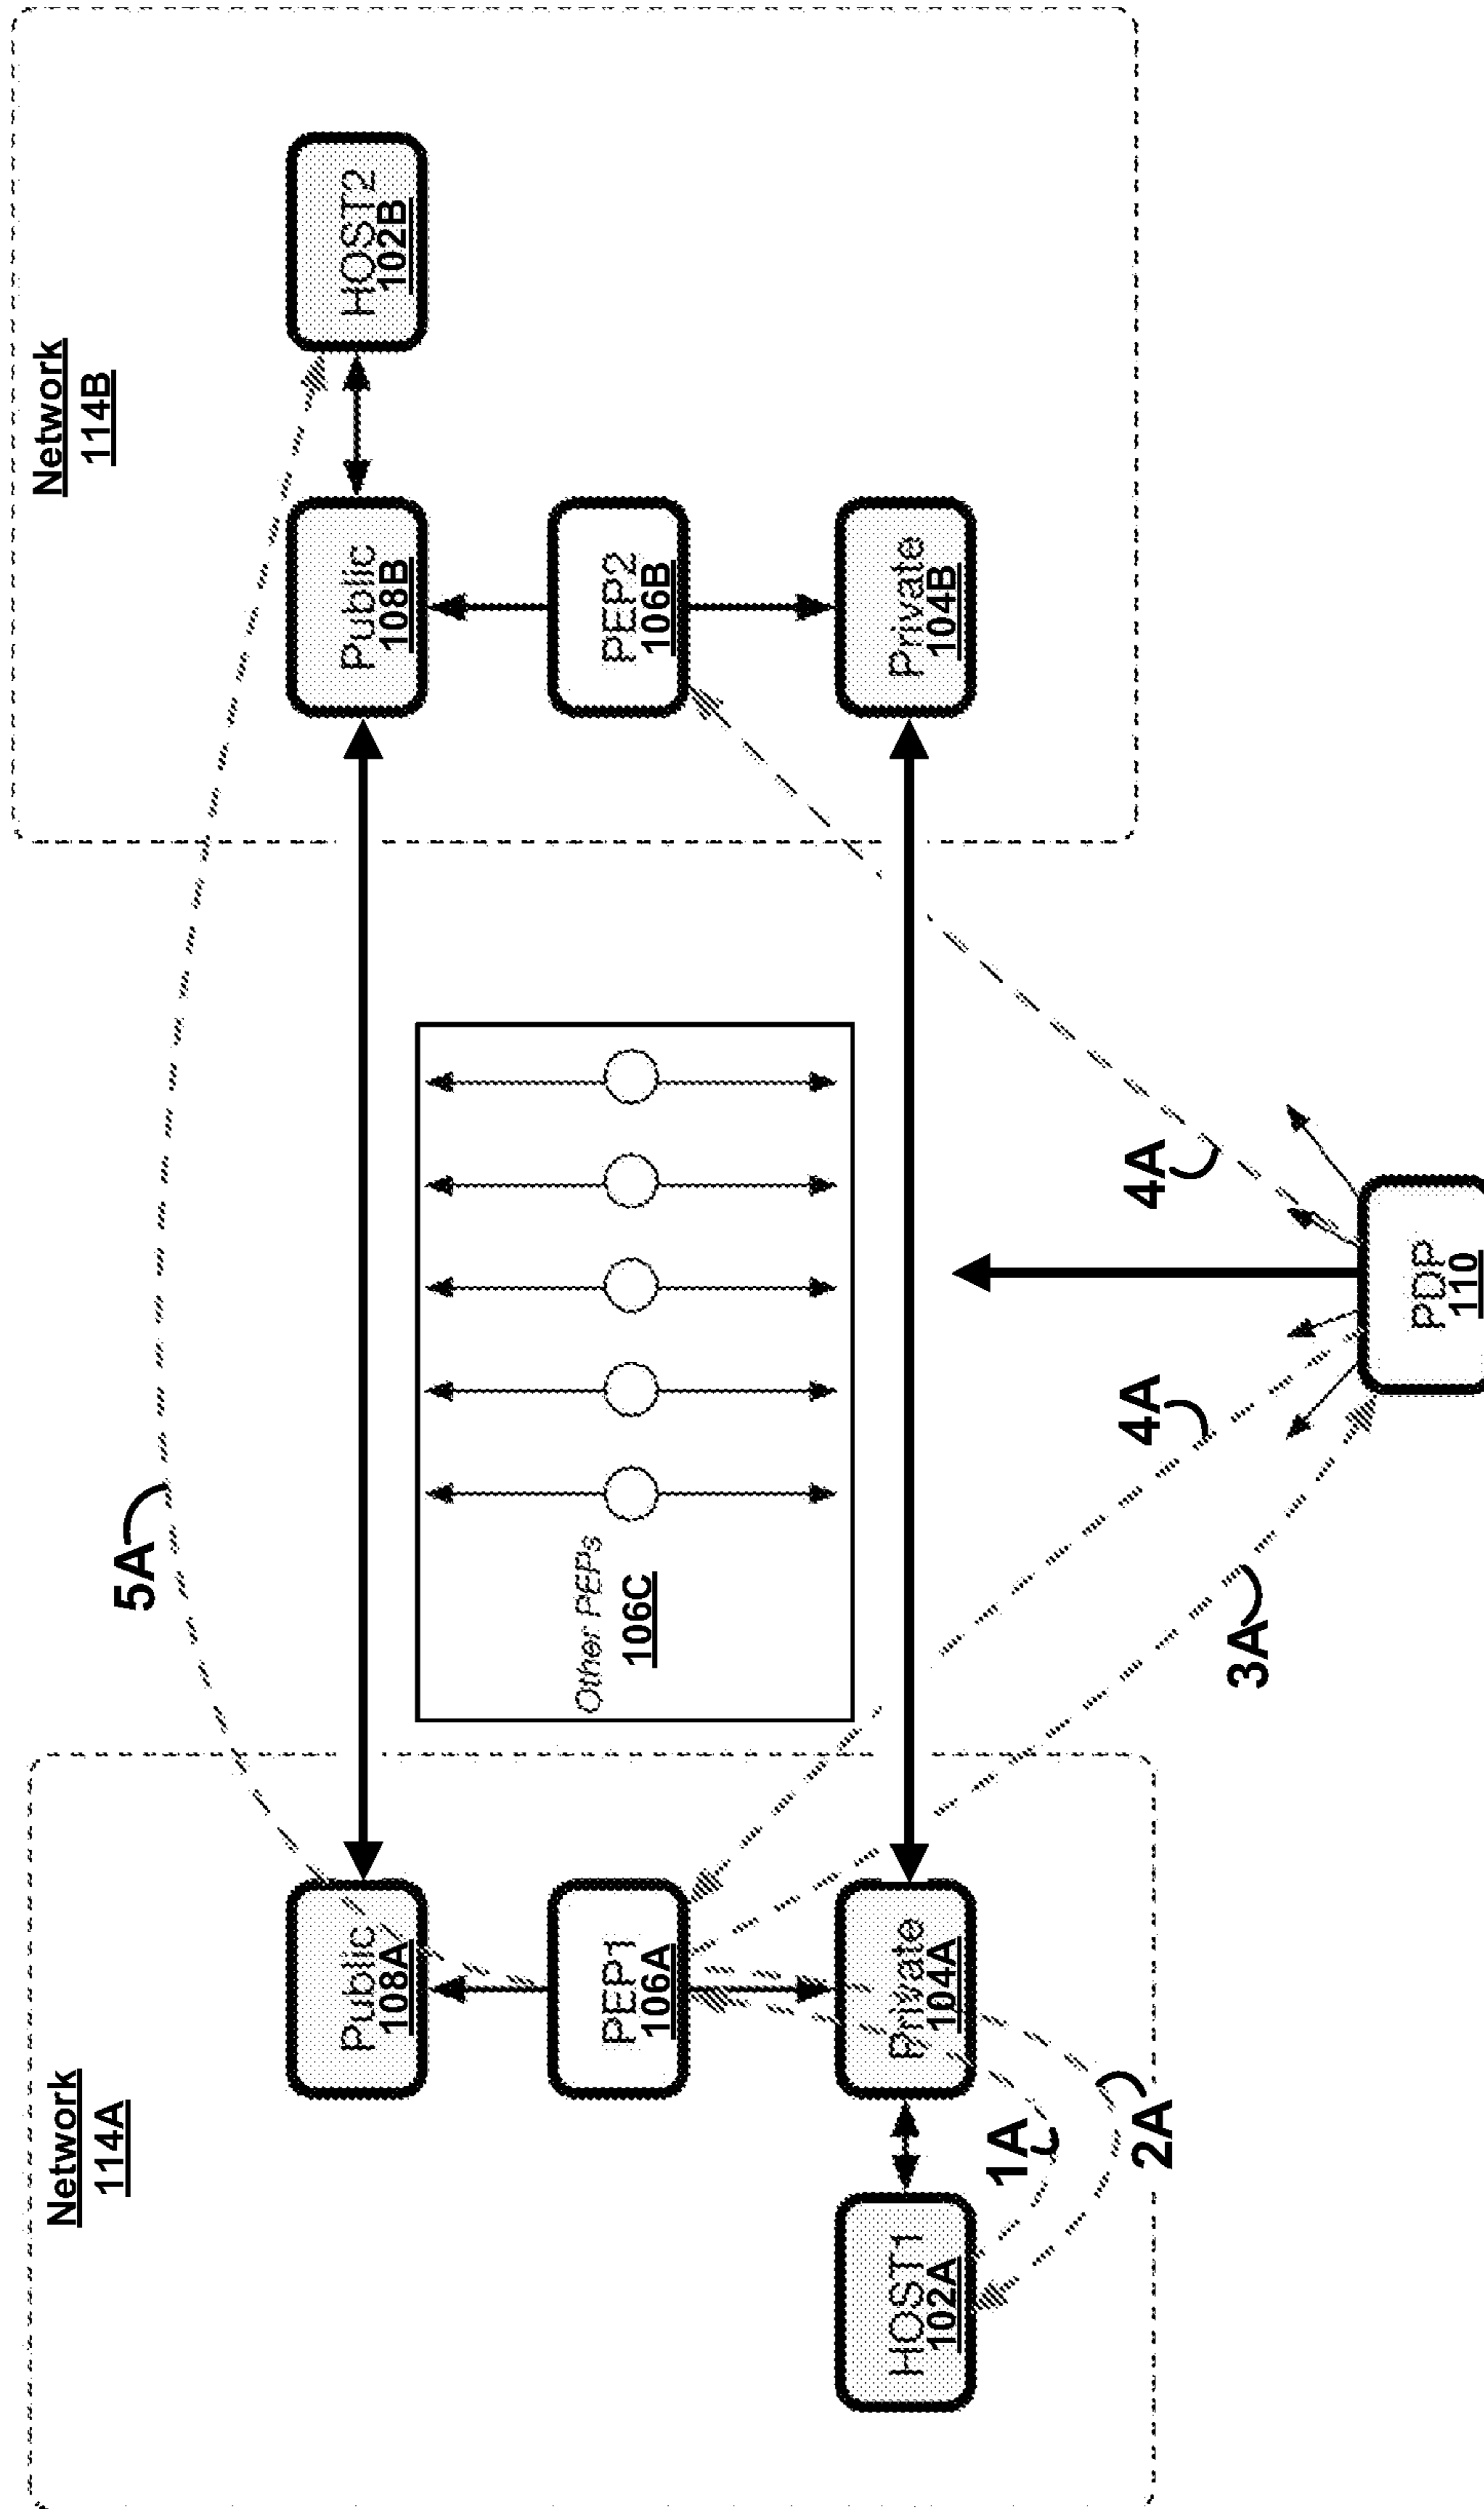 Network
114A
Network
114B
5A
Public
108A
Public
108B
HOST2
102B
Other PEPs
106C
PEP1
106A
PEP2
106B
HOST1
102A
Private
104A
Private
104B
1A
2A
3A
4A
4A
PDP
110